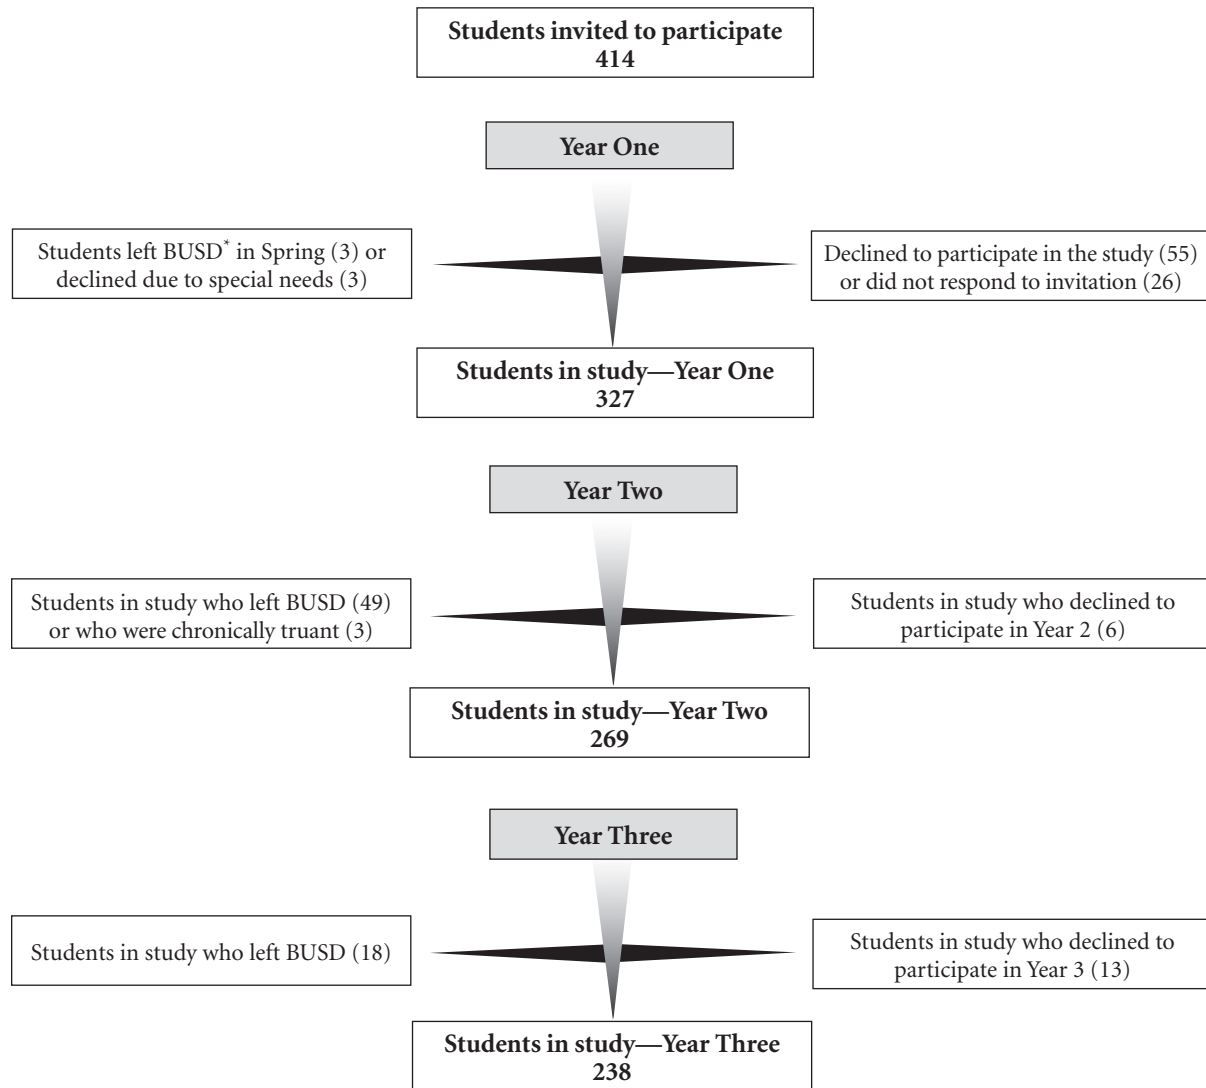 Students invited to participate
414
Year One
Students left BUSD* in Spring (3) or
declined due to special needs (3)
Declined to participate in the study (55)
or did not respond to invitation (26)
Students in study—Year One
327
Year Two
Students in study who left BUSD (49)
or who were chronically truant (3)
Students in study who declined to
participate in Year 2 (6)
Students in study—Year Two
269
Year Three
Students in study who left BUSD (18)
Students in study who declined to
participate in Year 3 (13)
Students in study—Year Three
238